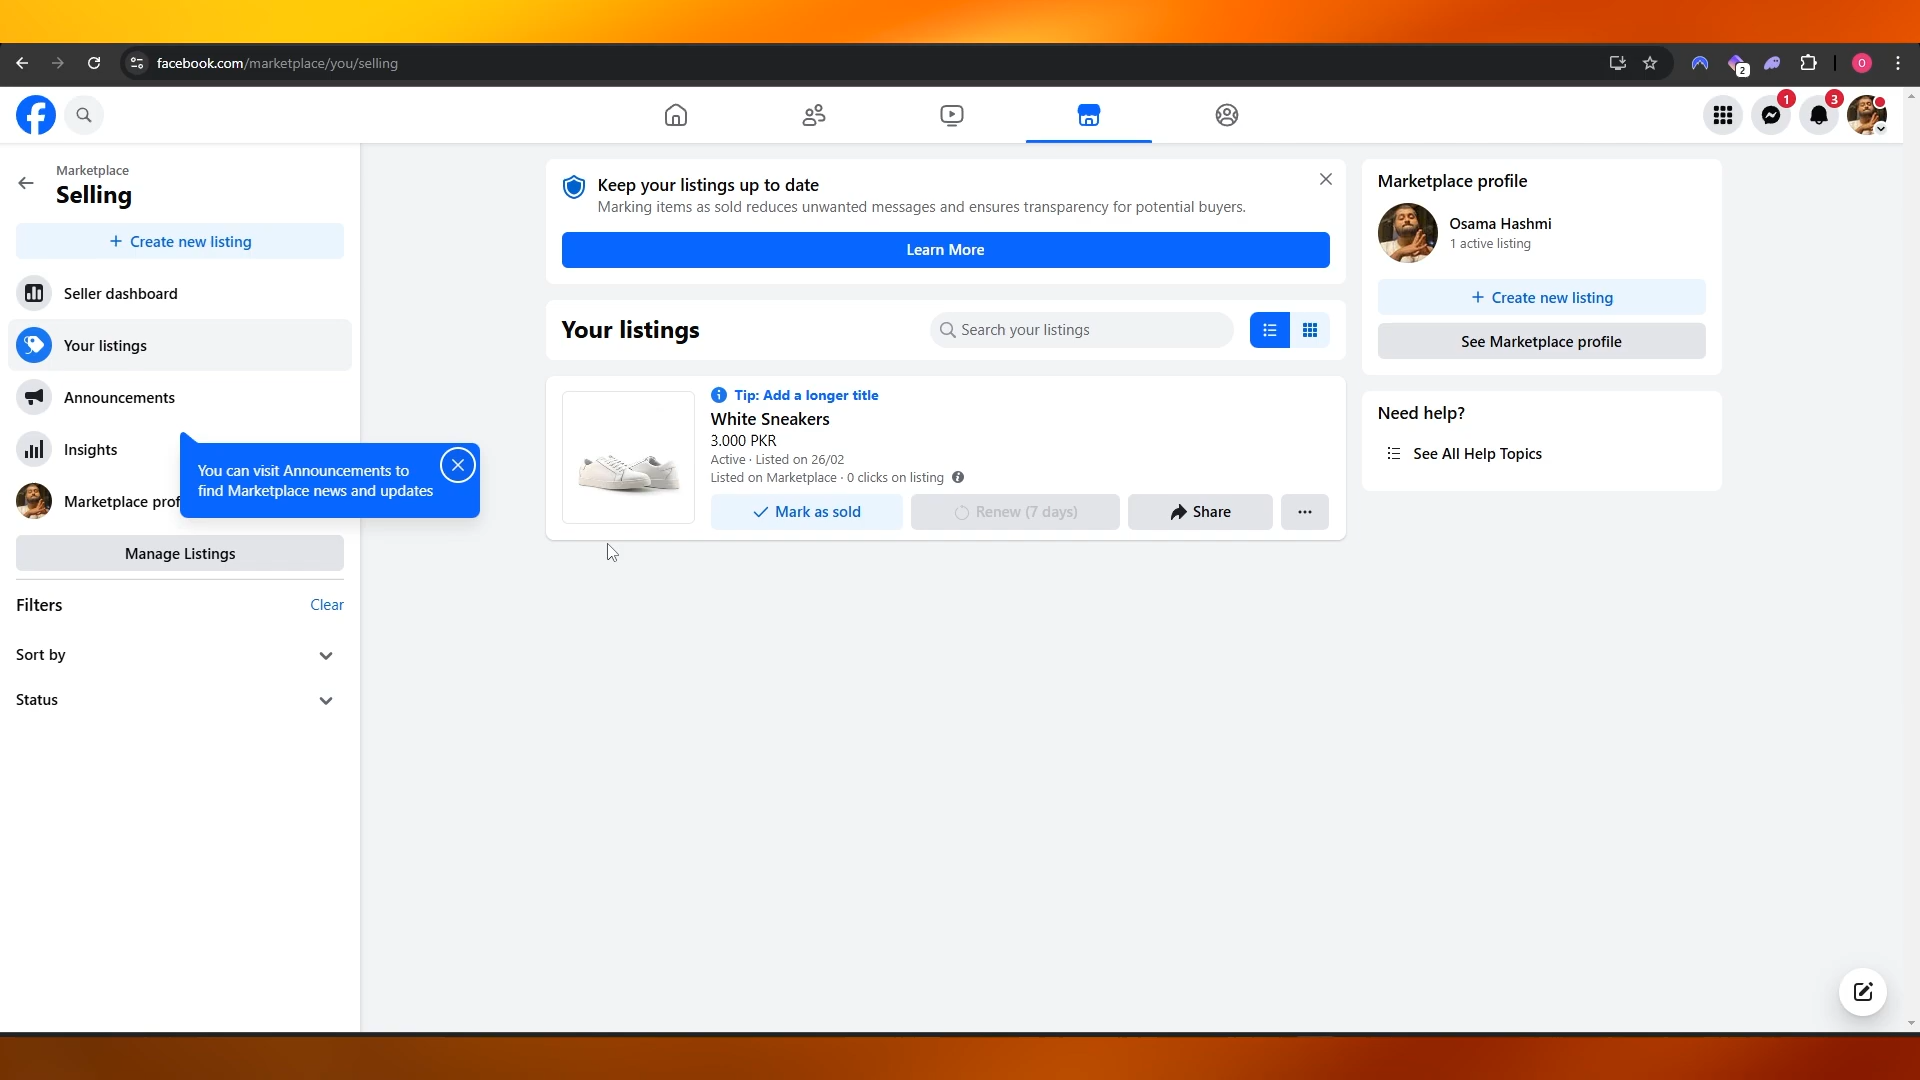 facebook.com/marketplace/you/selling
2
O
1
3
Marketplace
Selling
+ Create new listing
Seller dashboard
Your listings
Announcements
Insights
Marketplace prof
You can visit Announcements to
find Marketplace news and updates
Manage Listings
Filters
Clear
Sort by
Status
Keep your listings up to date
Marking items as sold reduces unwanted messages and ensures transparency for potential buyers.
Learn More
Your listings
Search your listings
Tip: Add a longer title
White Sneakers
3.000 PKR
Active · Listed on 26/02
Listed on Marketplace · 0 clicks on listing
Mark as sold
Renew (7 days)
Share
Marketplace profile
Osama Hashmi
1 active listing
+ Create new listing
See Marketplace profile
Need help?
See All Help Topics